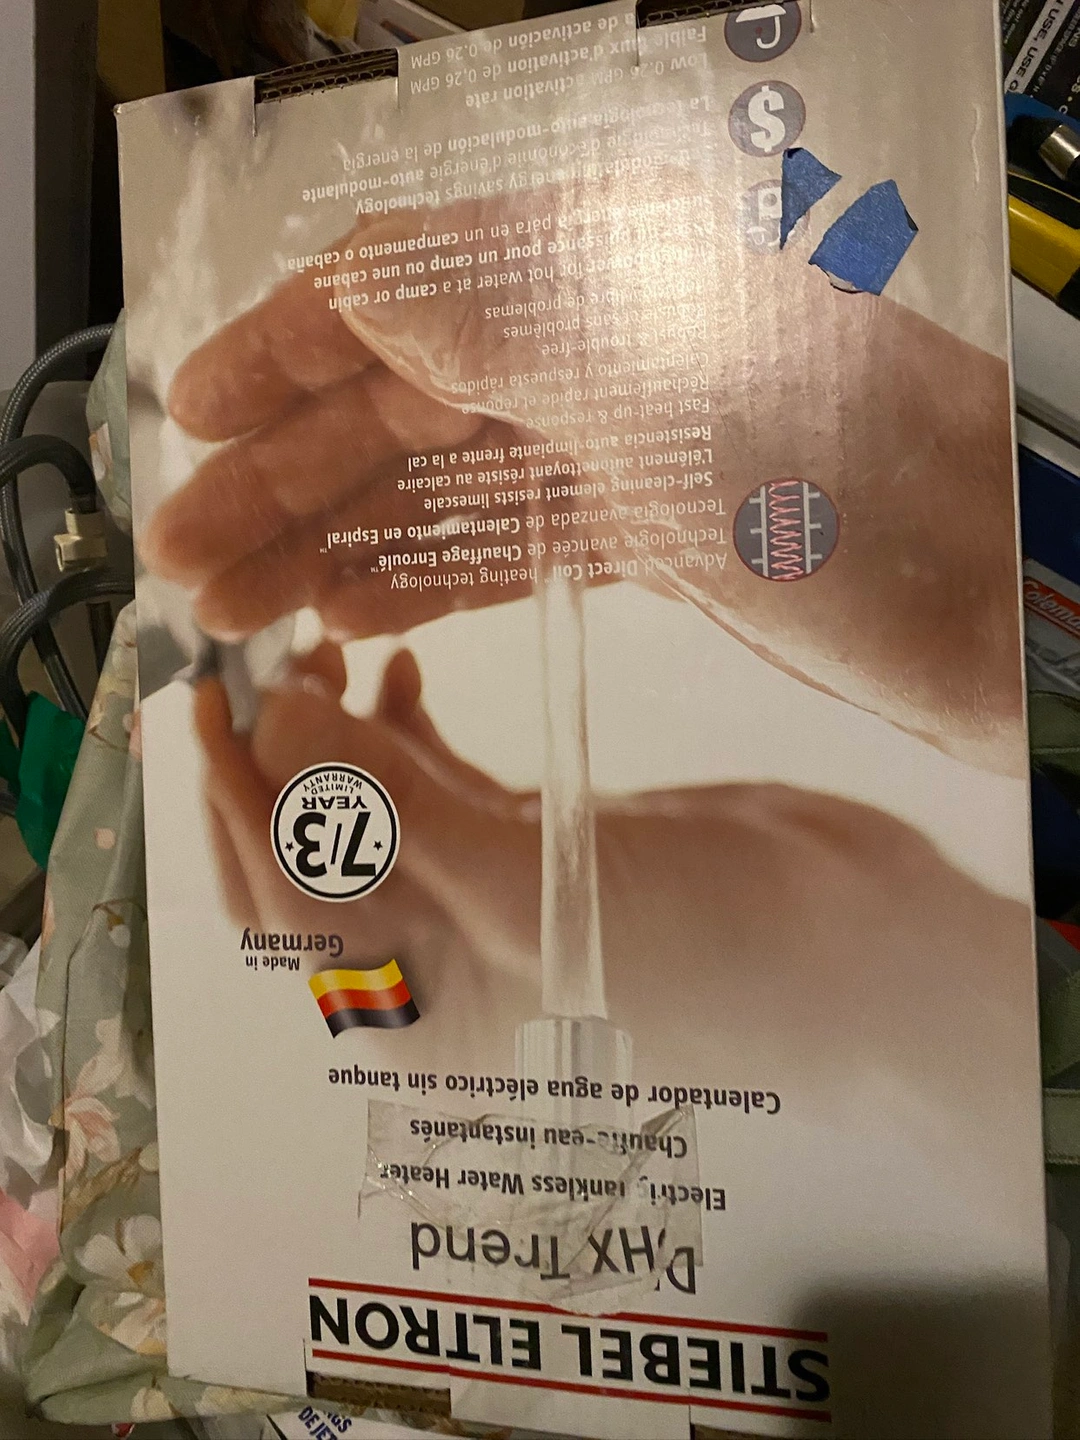 STIEBEL ELTRON
DHX Trend
Electric Tankless Water Heater
Chauffe-eau instantanés
Calentador de agua eléctrico sin tanque
Made in
Germany
7/3
YEAR
LIMITED
WARRANTY
Advanced Direct Coil™ heating technology
Technologie avancée de Chauffage Enroulé™
Tecnología avanzada de Calentamiento en Espiral™
Self-cleaning element resists limescale
L'élément autonettoyant résiste au calcaire
Resistencia auto-limpiante frente a la cal
Fast heat-up & response
Réchauffement rapide et réponse
Calentamiento y respuesta rápidos
Robust & trouble-free
Robuste et sans problèmes
libre de problemas
power for hot water at a camp or cabin
puissance pour un camp ou une cabane
energía para en un campamento o cabaña
energy savings technology
d'économie d'énergie auto-modulante
La tecnología auto-modulación de la energía
Low 0.26 GPM activation rate
Faible taux d'activation de 0,26 GPM
de activación de 0.26 GPM
$
Coleman